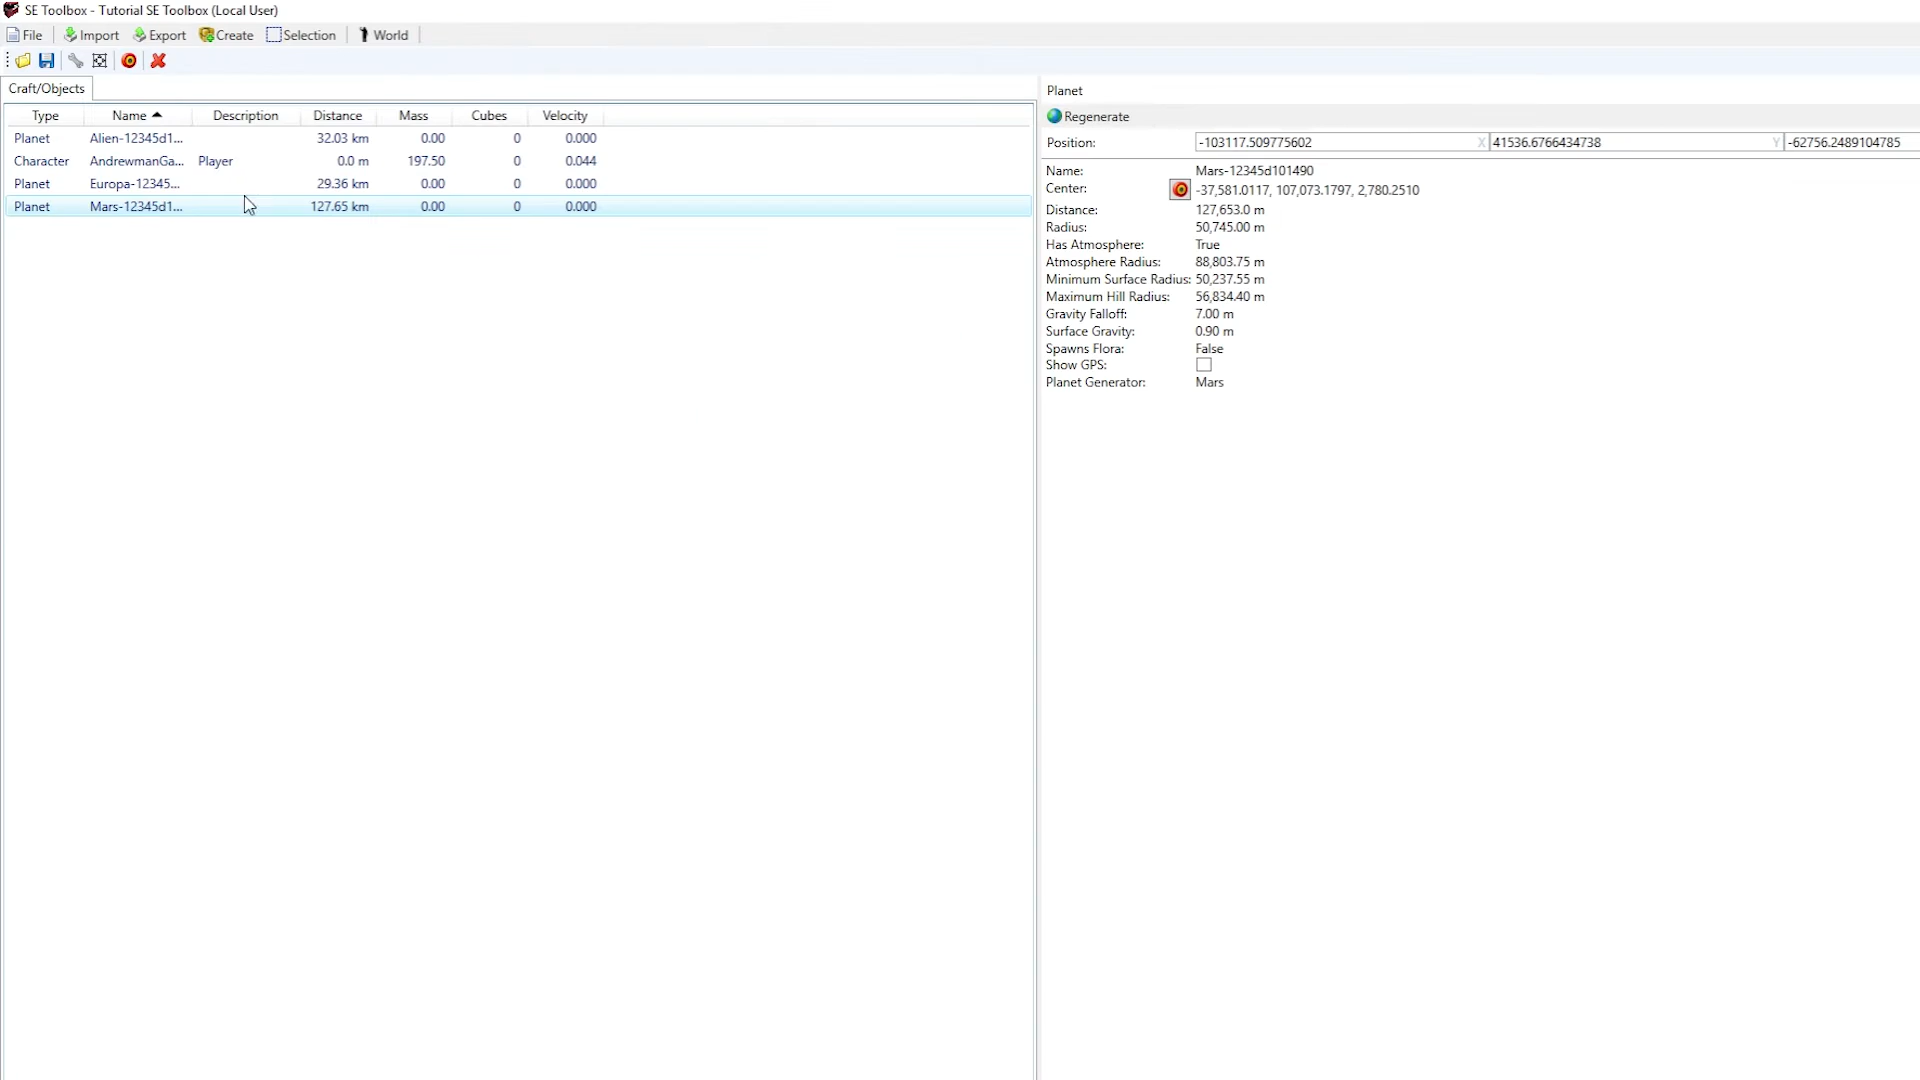 SE Toolbox - Tutorial SE Toolbox (Local User)
File Import Export Create Selection World
Craft/Objects
Type Name Description Distance Mass Cubes Velocity
Planet Alien-12345d1... 32.03 km 0.00 0 0.000
Character AndrewmanGa... Player 0.0 m 197.50 0 0.044
Planet Europa-12345... 29.36 km 0.00 0 0.000
Planet Mars-12345d1... 127.65 km 0.00 0 0.000
Planet
Regenerate
Position: -103117.509775602 X 41536.6766434738 Y -62756.2489104785
Name: Mars-12345d101490
Center: -37,581.0117, 107,073.1797, 2,780.2510
Distance: 127,653.0 m
Radius: 50,745.00 m
Has Atmosphere: True
Atmosphere Radius: 88,803.75 m
Minimum Surface Radius: 50,237.55 m
Maximum Hill Radius: 56,834.40 m
Gravity Falloff: 7.00 m
Surface Gravity: 0.90 m
Spawns Flora: False
Show GPS:
Planet Generator: Mars